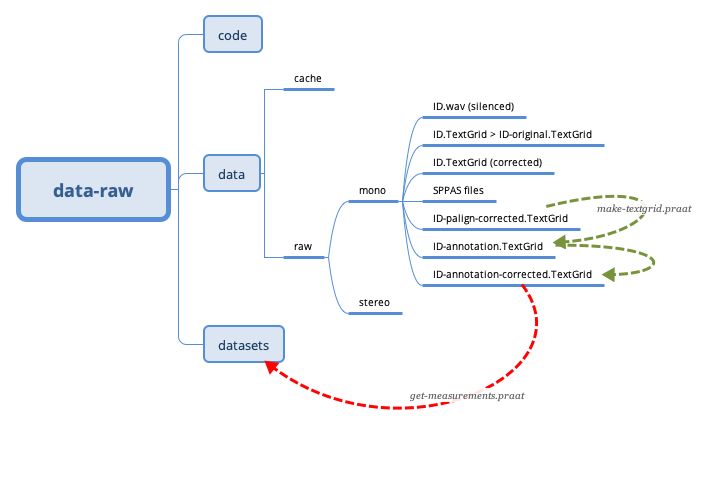 code
cache
ID.wav (silenced)
ID.TextGrid > ID-original.TextGrid
data-raw
data
ID.TextGrid (corrected)
mono
SPPAS files
make-textgrid.praat
ID-palign-corrected.TextGrid
raw
ID-annotation.TextGrid
ID-annotation-corrected.TextGrid
stereo
datasets
get-measurements.praat